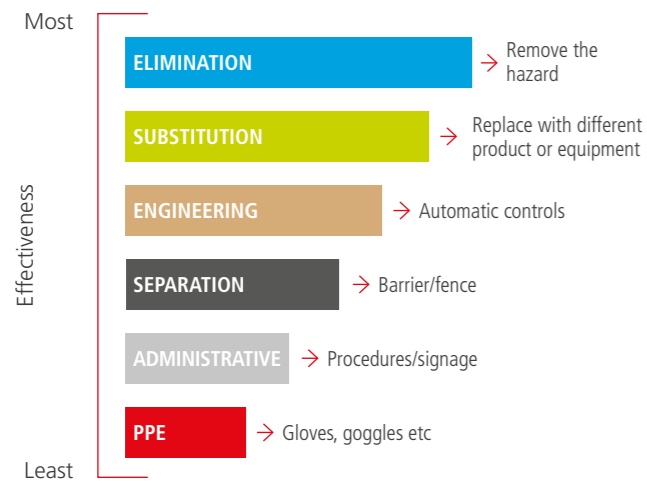 Most
ELIMINATION
Remove the
hazard
SUBSTITUTION
Replace with different
product or equipment
ENGINEERING
Automatic controls
Effectiveness
SEPARATION
Barrier/fence
ADMINISTRATIVE
Procedures/signage
PPE
Gloves, goggles etc
Least